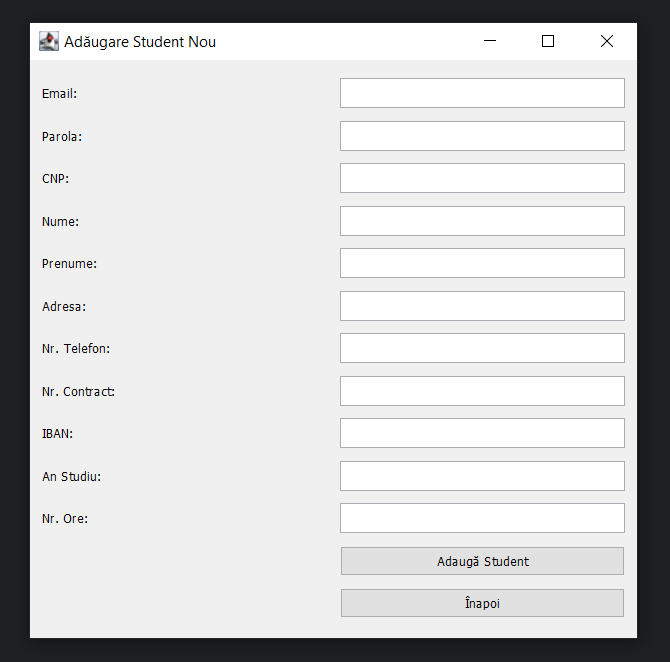 Adăugare Student Nou
Email:
Parola:
CNP:
Nume:
Prenume:
Adresa:
Nr. Telefon:
Nr. Contract:
IBAN:
An Studiu:
Nr. Ore:
Adaugă Student
Înapoi